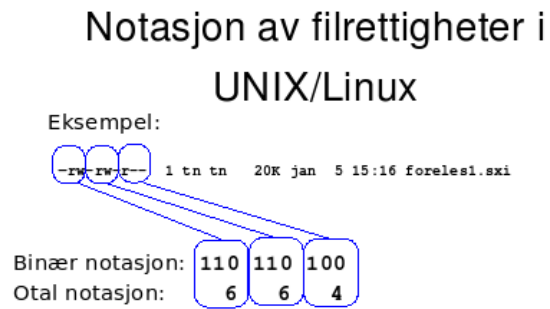 Notasjon av filrettigheter i
UNIX/Linux
Eksempel:
-rw-rw-r-- 1 tn tn 20K jan 5 15:16 foreles1.sxi
Binær notasjon: 110 110 100
Otal notasjon: 6 6 4